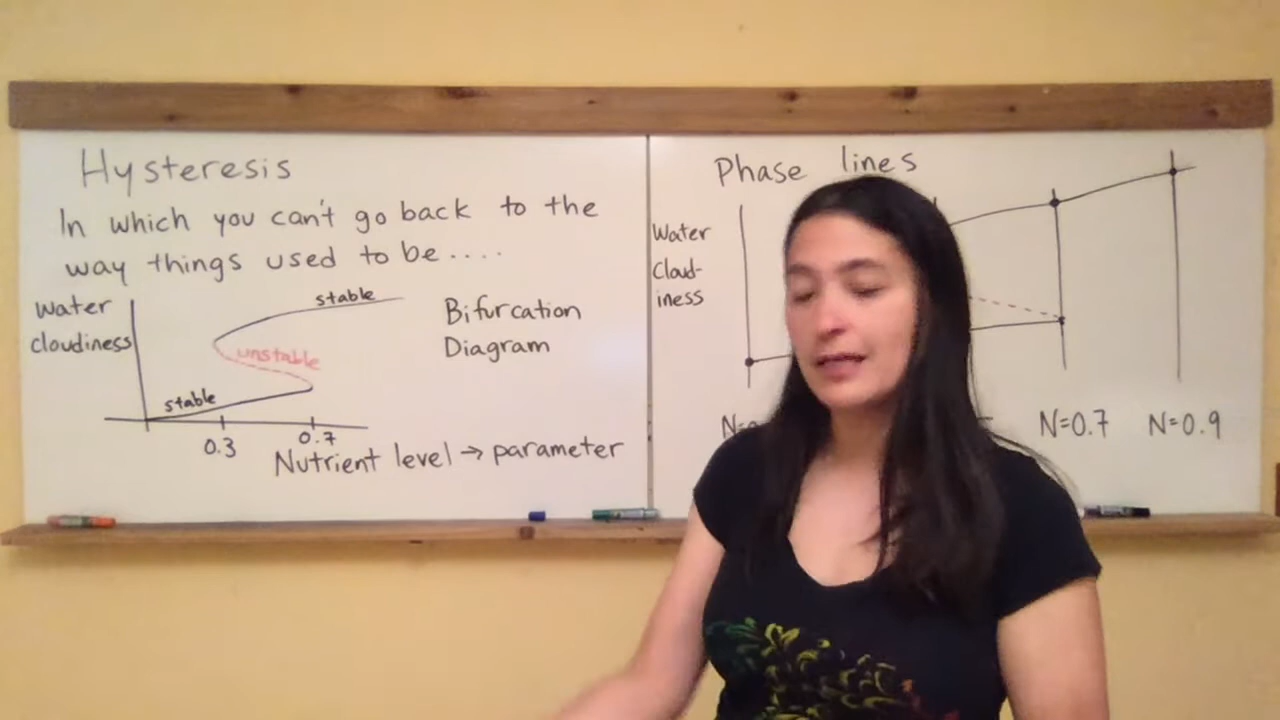 Hysteresis
In which you can't go back to the
way things used to be....
Water
cloudiness
stable
unstable
stable
0.3
0.7
Nutrient level → parameter
Bifurcation
Diagram
Phase lines
Water
Cloud-
iness
N=0.7
N=0.9